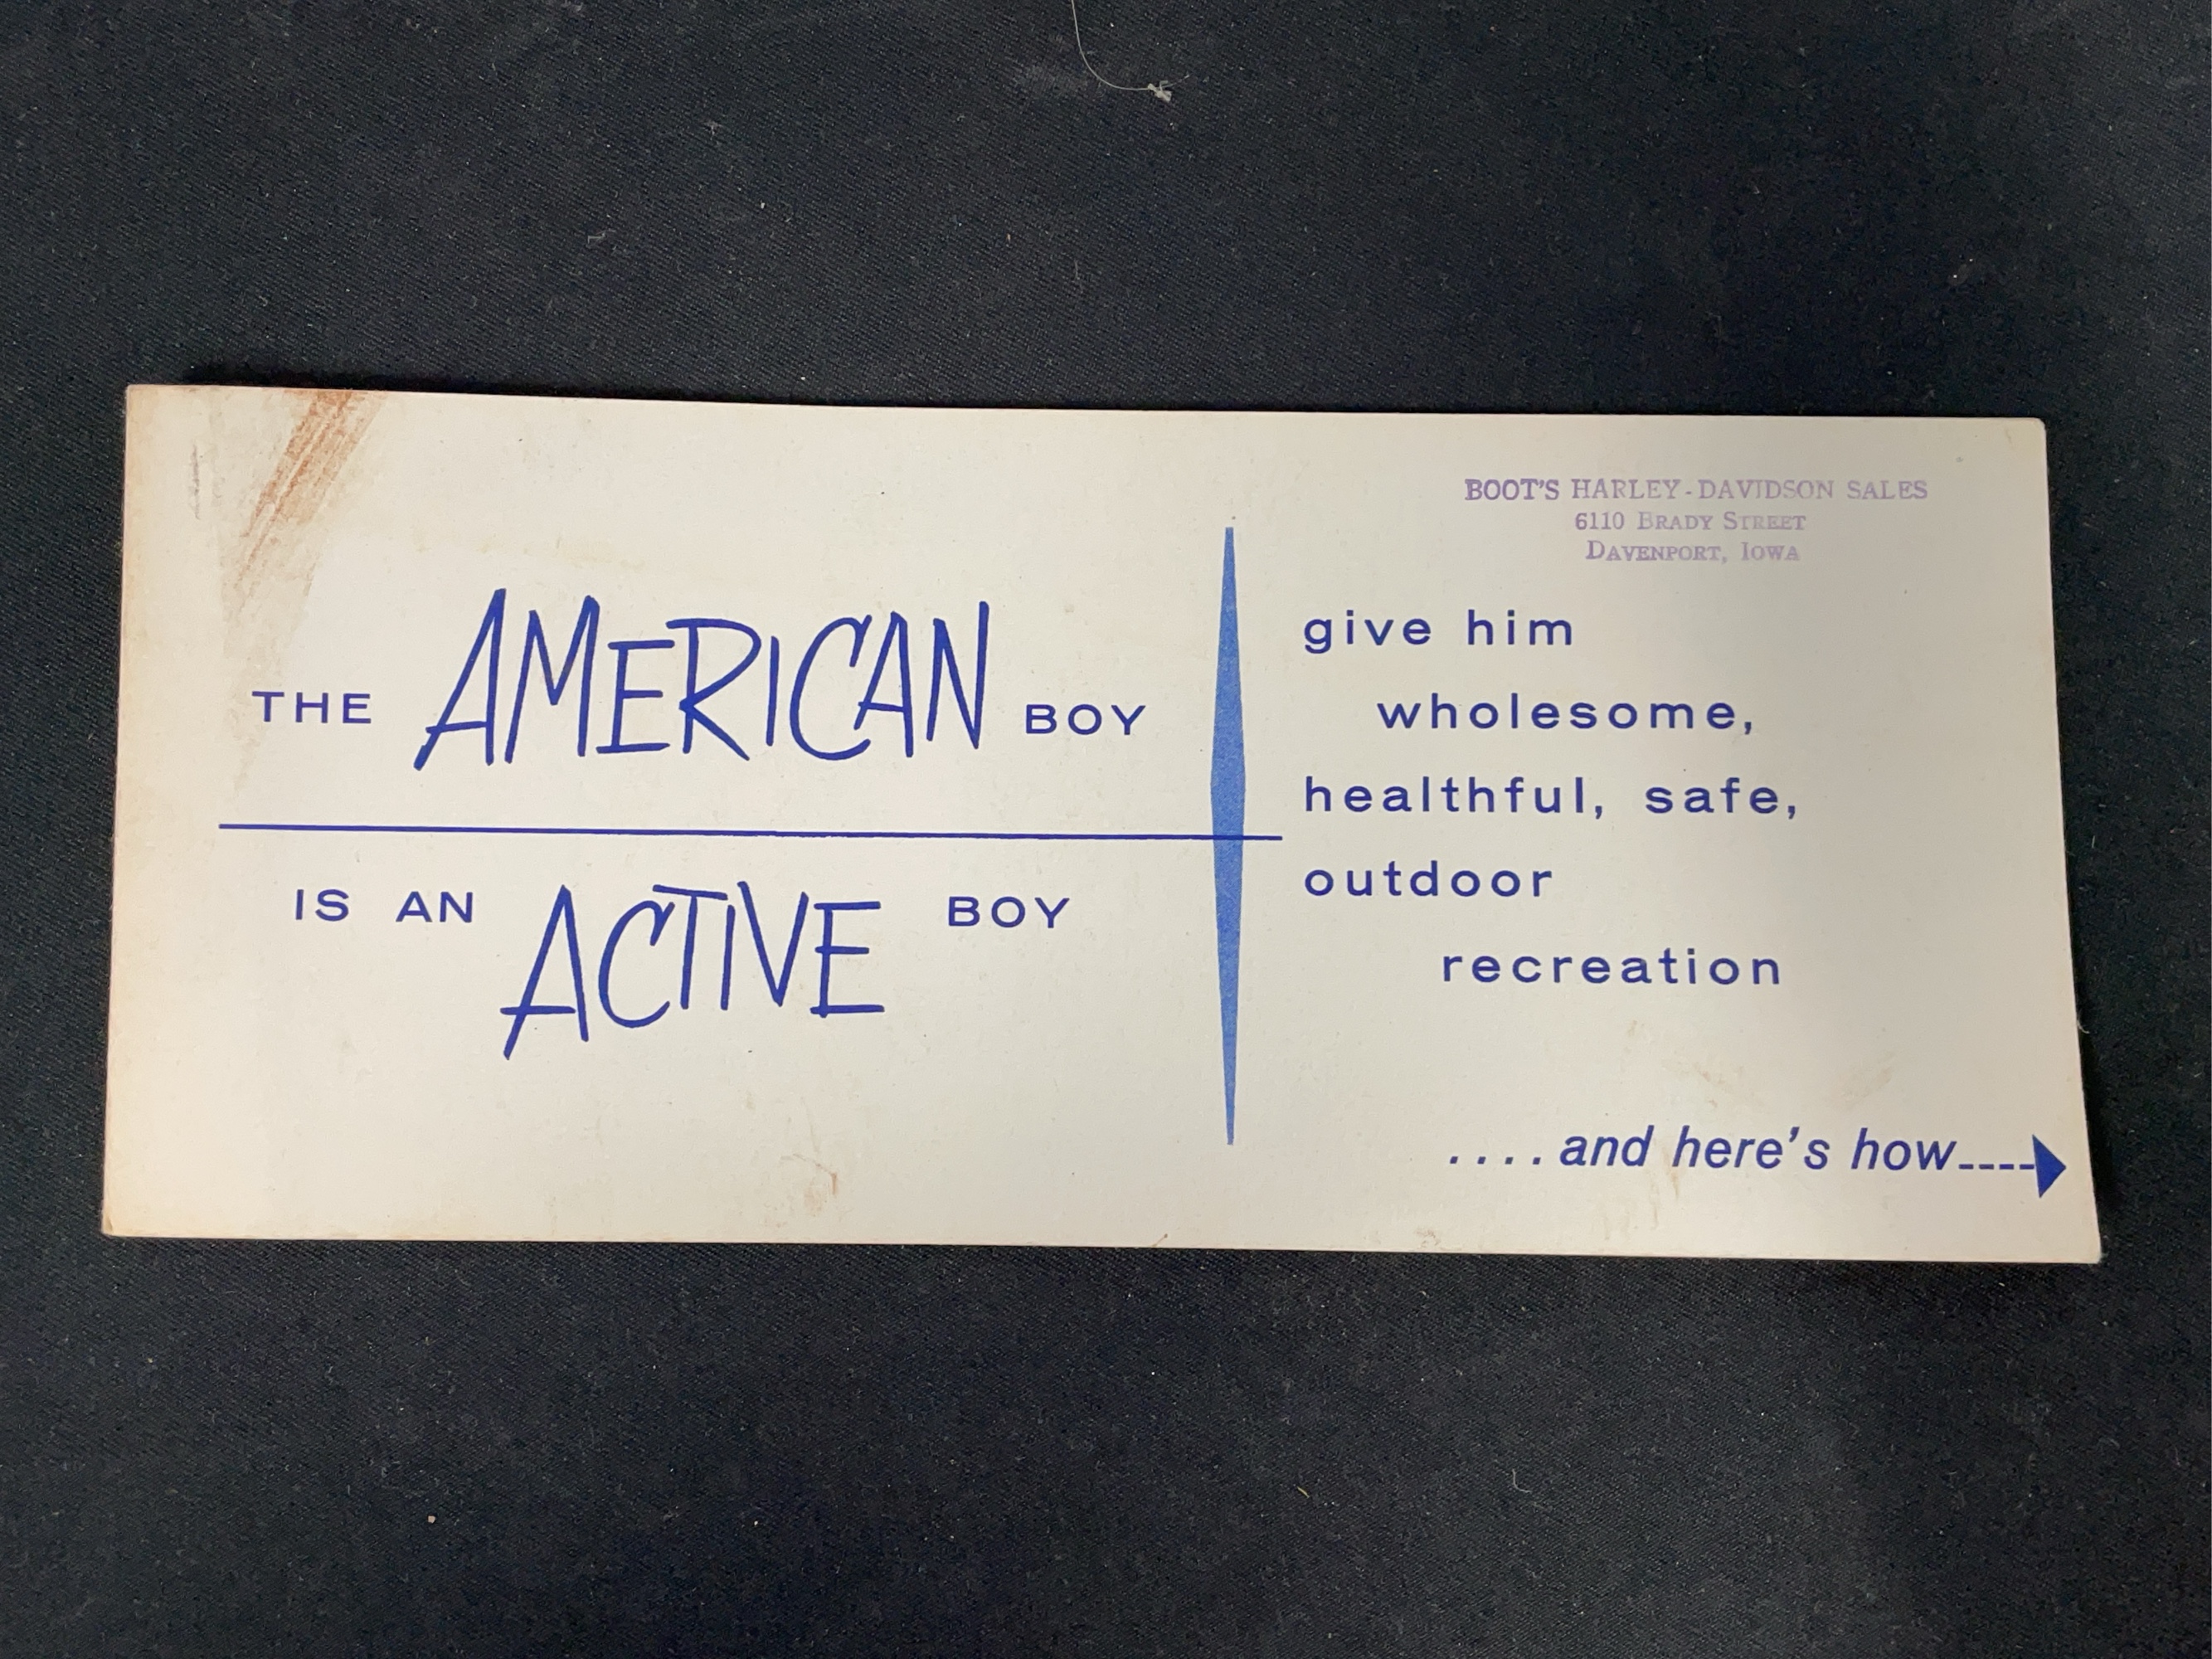 THE AMERICAN BOY
IS AN ACTIVE BOY
BOOT'S HARLEY-DAVIDSON SALES
6110 BRADY STREET
DAVENPORT, IOWA
give him
wholesome,
healthful, safe,
outdoor
recreation
....and here's how----